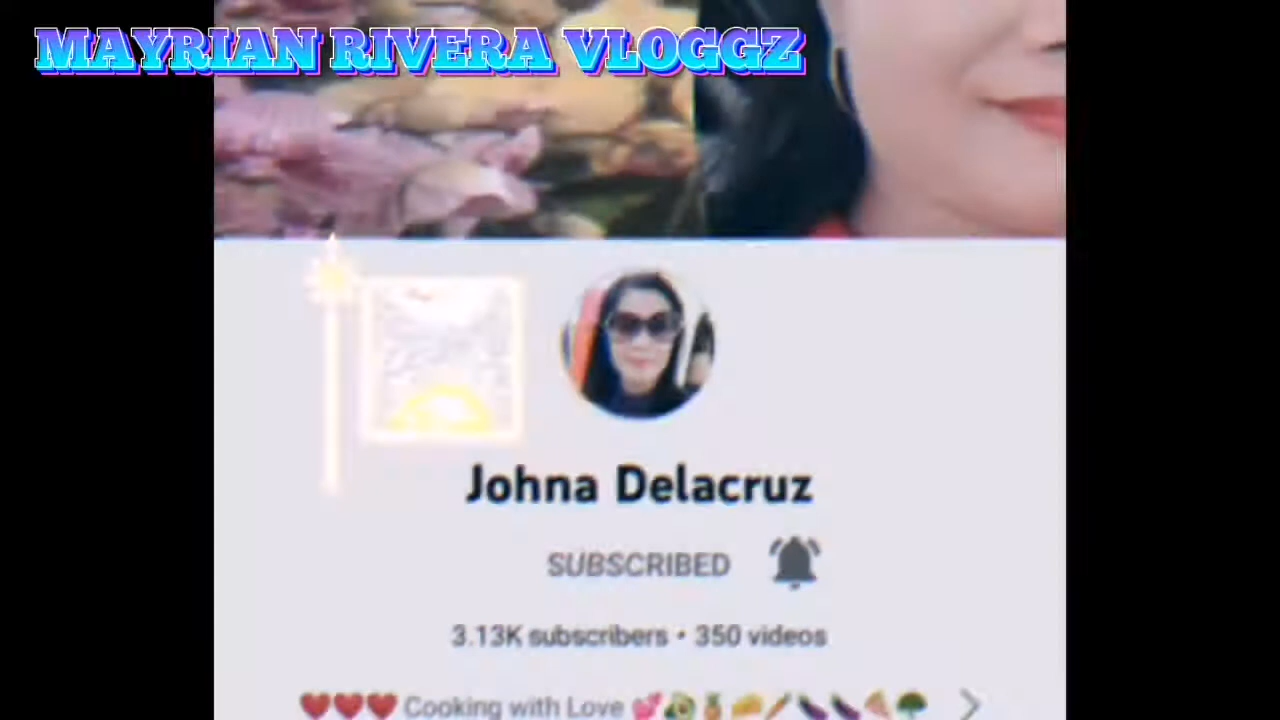 MAYRIAN RIVERA VLOGGZ
Johna Delacruz
SUBSCRIBED
3.13K subscribers • 350 videos
❤❤❤ Cooking with Love 💕🥑🍍🧀🥖🍆🍆🍕🥦